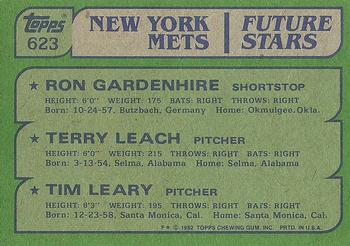 topps
623
NEW YORK METS
FUTURE STARS
★ RON GARDENHIRE SHORTSTOP
HEIGHT: 6'0" WEIGHT: 175 BATS: RIGHT THROWS: RIGHT
Born: 10-24-57, Butzbach, Germany Home: Okmulgee, Okla.
★ TERRY LEACH PITCHER
HEIGHT: 6'0" WEIGHT: 215 THROWS: RIGHT BATS: RIGHT
Born: 3-13-54, Selma, Alabama Home: Selma, Alabama
★ TIM LEARY PITCHER
HEIGHT: 6'3" WEIGHT: 195 THROWS: RIGHT BATS: RIGHT
Born: 12-23-58, Santa Monica, Cal. Home: Santa Monica, Cal.
F★ © 1982 TOPPS CHEWING GUM, INC. PRTD. IN U.S.A.